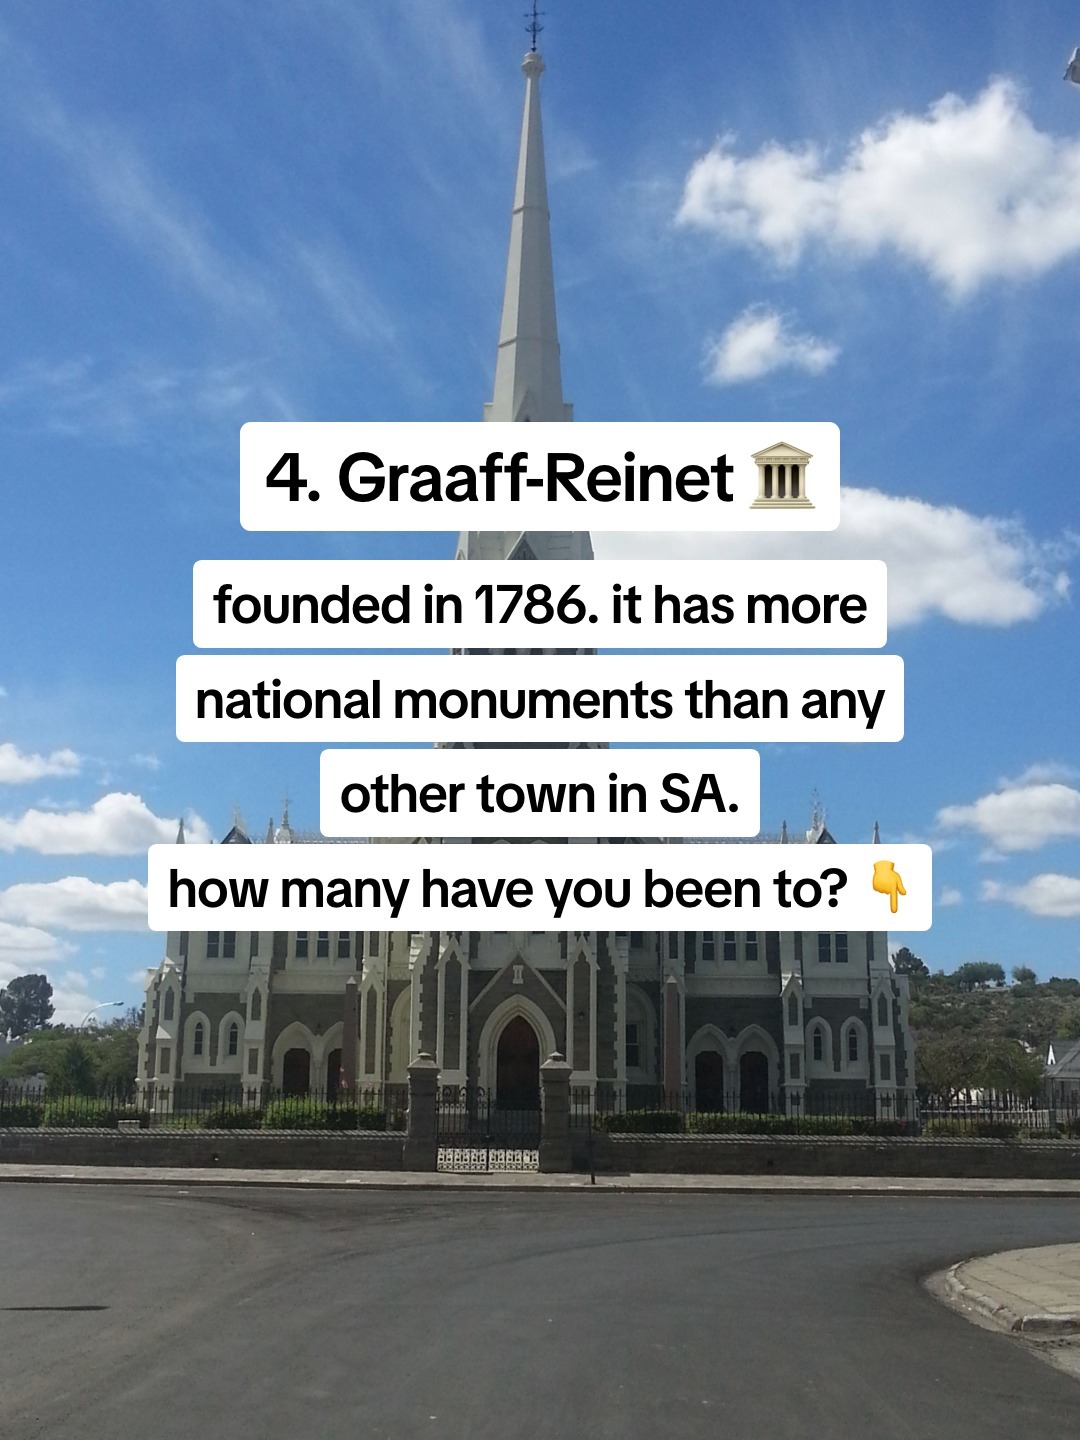 4. Graaff-Reinet 🏛️
founded in 1786. it has more
national monuments than any
other town in SA.
how many have you been to? 👇